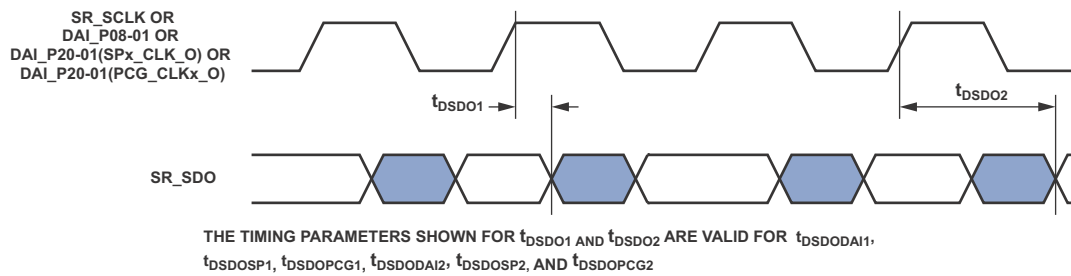 SR_SCLK OR
DAI_P08-01 OR
DAI_P20-01(SPx_CLK_O) OR
DAI_P20-01(PCG_CLKx_O)
tDSDO1
tDSDO2
SR_SDO
THE TIMING PARAMETERS SHOWN FOR tDSDO1 AND tDSDO2 ARE VALID FOR tDSDODAI1,
tDSDOSP1, tDSDOPCG1, tDSDODAI2, tDSDOSP2, AND tDSDOPCG2